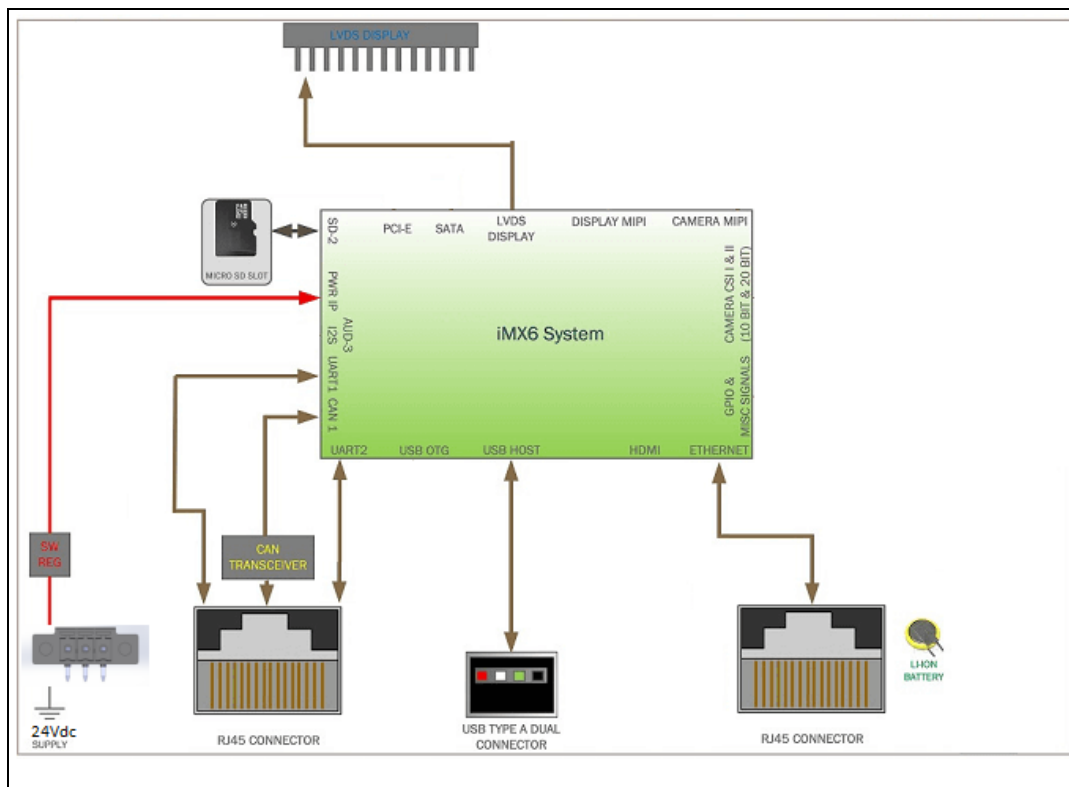 LVDS DISPLAY
MICRO SD SLOT
SD-2
PCI-E
SATA
LVDS
DISPLAY
DISPLAY MIPI
CAMERA MIPI
PWR IP
AUD-3
I2S
UART1
CAN 1
iMX6 System
CAMERA CSI I & II
(10 BIT & 20 BIT)
GPIO &
MISC SIGNALS
UART2
USB OTG
USB HOST
HDMI
ETHERNET
SW
REG
CAN
TRANSCEIVER
24Vdc
SUPPLY
RJ45 CONNECTOR
USB TYPE A DUAL
CONNECTOR
RJ45 CONNECTOR
LI-ION
BATTERY